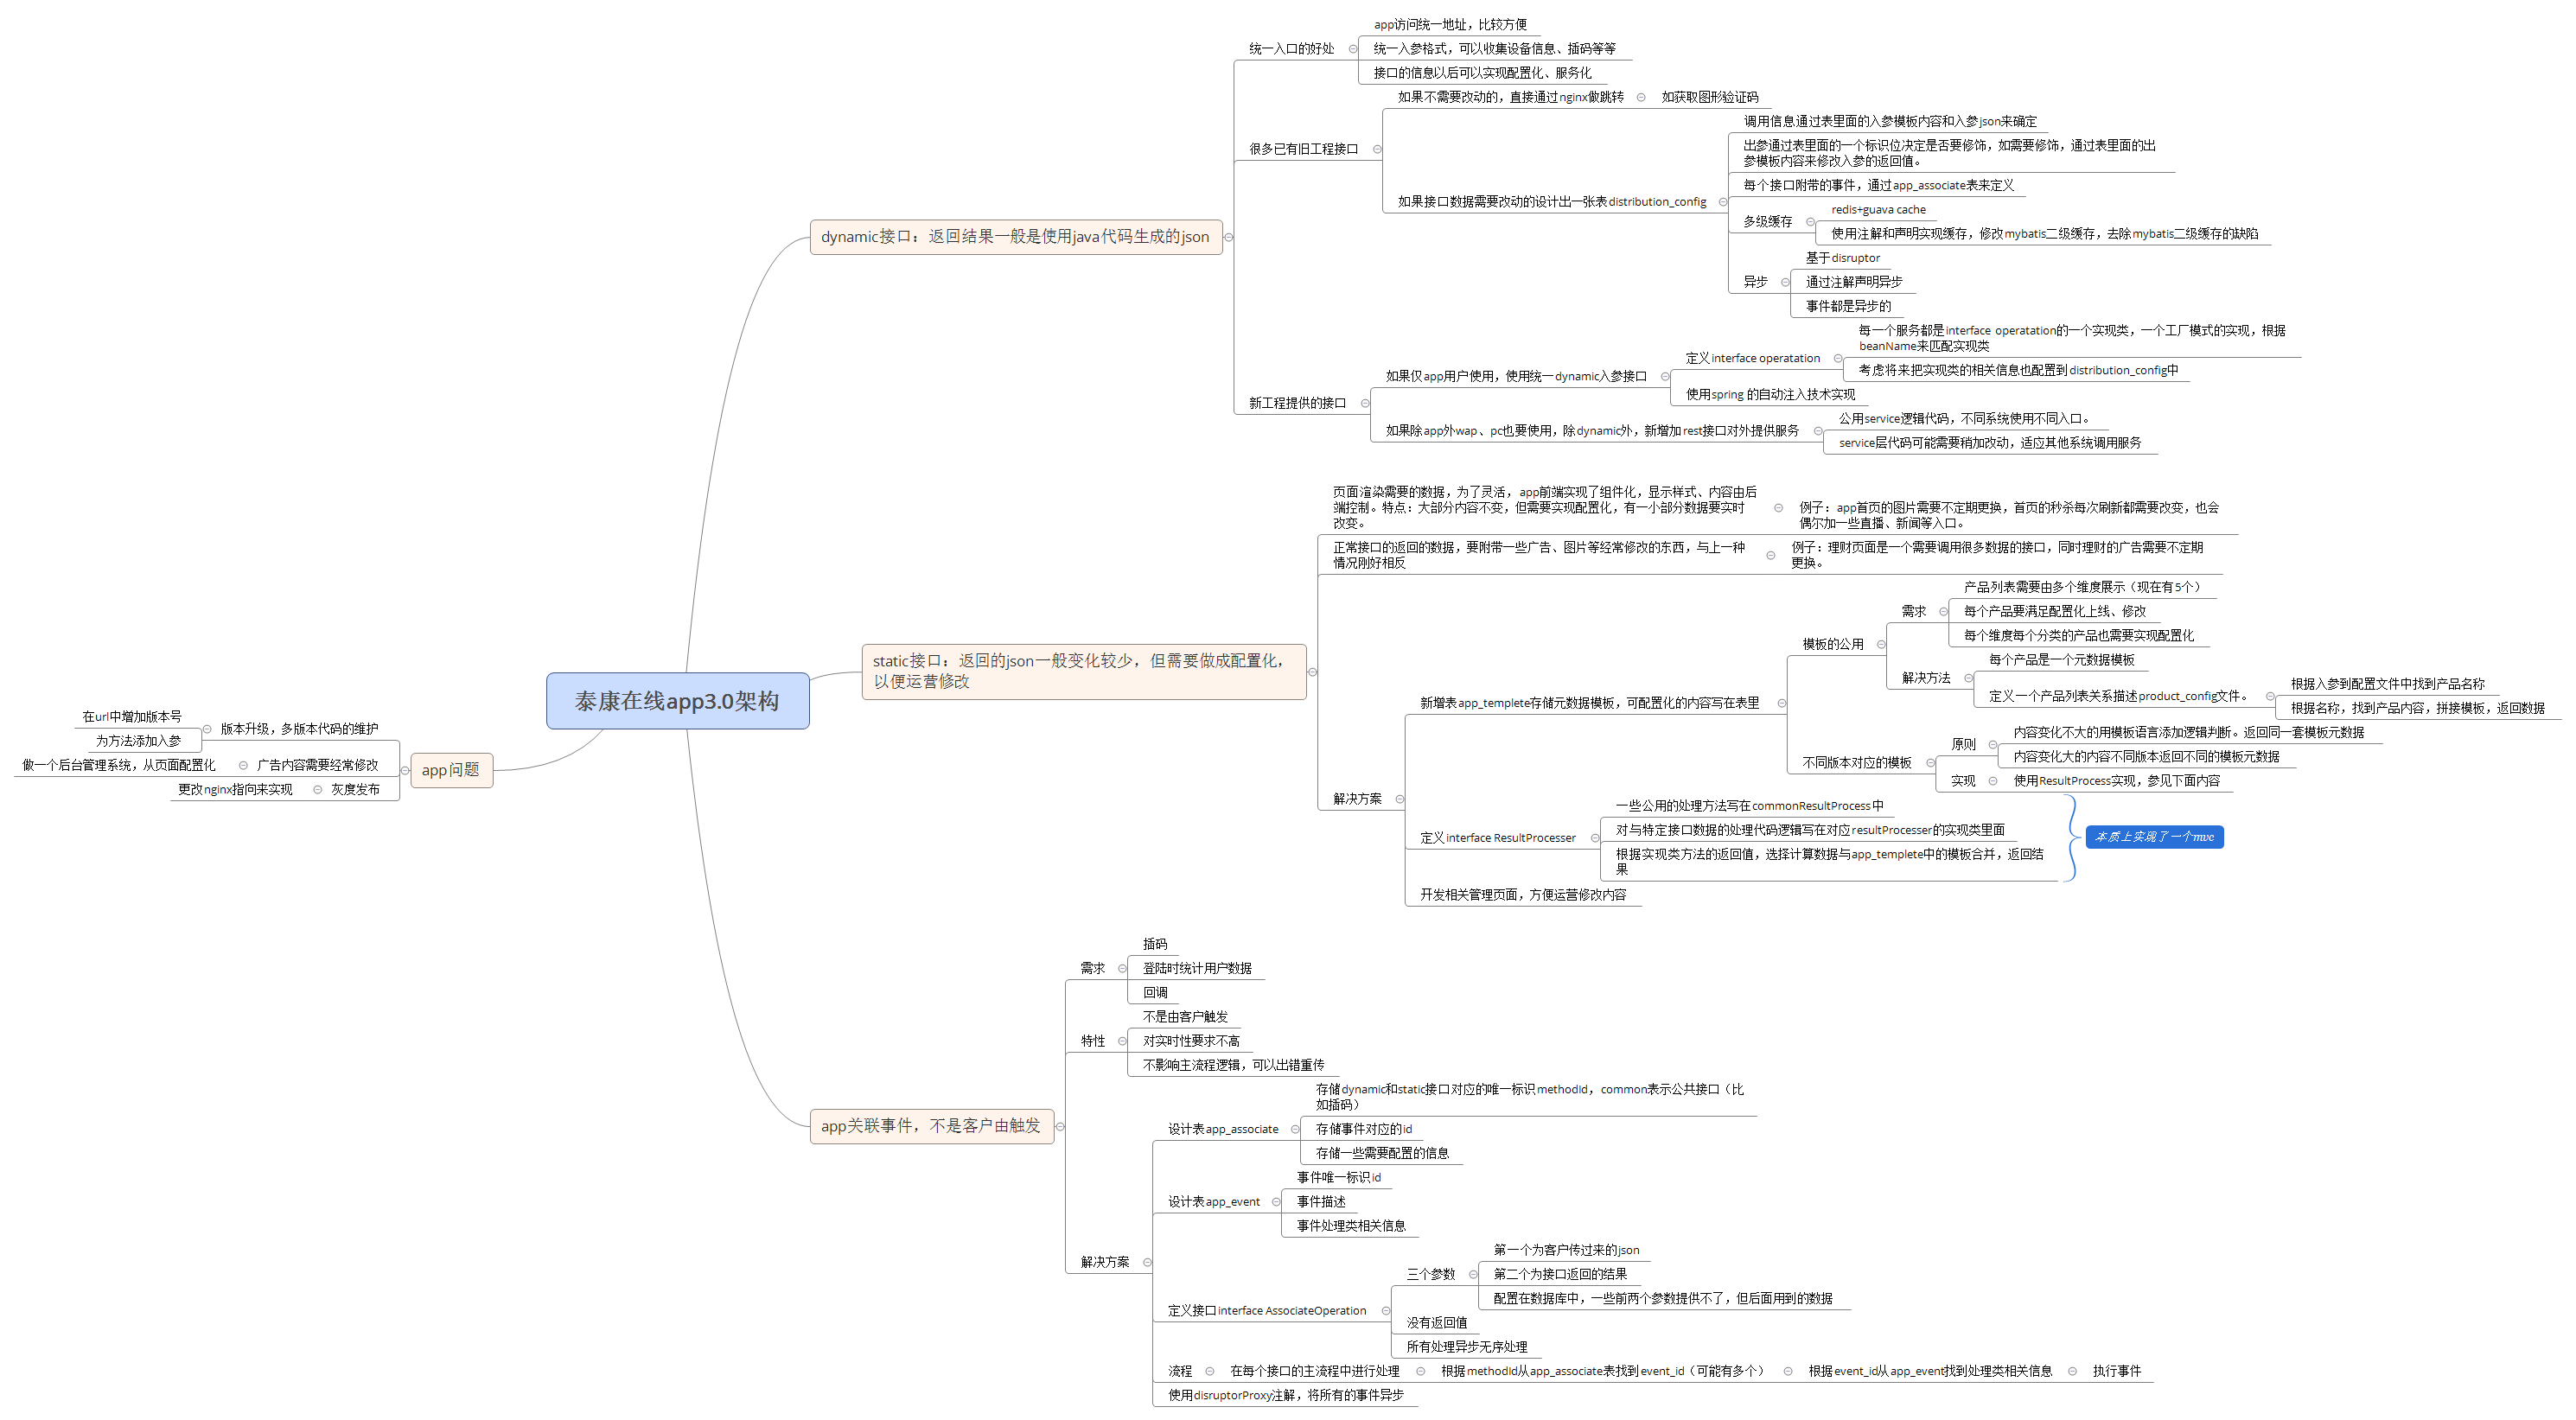 泰康在线app3.0架构
dynamic接口：返回结果一般是使用java代码生成的json
统一入口的好处
app访问统一地址，比较方便
统一入参格式，可以收集设备信息、插码等等
接口的信息以后可以实现配置化、服务化
很多已有旧工程接口
如果不需要改动的，直接通过nginx做跳转
如获取图形验证码
如果接口数据需要改动的设计出一张表distribution_config
调用信息通过表里面的入参模板内容和入参json来确定
出参通过表里面的一个标识位决定是否要修饰，如需要修饰，通过表里面的出
参模板内容来修改入参的返回值。
每个接口附带的事件，通过app_associate表来定义
多级缓存
redis+guava cache
使用注解和声明实现缓存，修改mybatis二级缓存，去除mybatis二级缓存的缺陷
异步
基于disruptor
通过注解声明异步
事件都是异步的
新工程提供的接口
如果仅app用户使用，使用统一dynamic入参接口
定义interface operatation
每一个服务都是interface operatation的一个实现类，一个工厂模式的实现，根据
beanName来匹配实现类
考虑将来把实现类的相关信息也配置到distribution_config中
使用spring 的自动注入技术实现
如果除app外wap、pc也要使用，除dynamic外，新增加rest接口对外提供服务
公用service逻辑代码，不同系统使用不同入口。
service层代码可能需要稍加改动，适应其他系统调用服务
static接口：返回的json一般变化较少，但需要做成配置化，
以便运营修改
页面渲染需要的数据，为了灵活，app前端实现了组件化，显示样式、内容由后
端控制。特点：大部分内容不变，但需要实现配置化，有一小部分数据要实时
改变。
例子：app首页的图片需要不定期更换，首页的秒杀每次刷新都需要改变，也会
偶尔加一些直播、新闻等入口。
正常接口的返回的数据，要附带一些广告、图片等经常修改的东西，与上一种
情况刚好相反
例子：理财页面是一个需要调用很多数据的接口，同时理财的广告需要不定期
更换。
解决方案
新增表app_templete存储元数据模板，可配置化的内容写在表里
模板的公用
需求
产品列表需要由多个维度展示（现在有5个）
每个产品要满足配置化上线、修改
每个维度每个分类的产品也需要实现配置化
解决方法
每个产品是一个元数据模板
定义一个产品列表关系描述product_config文件。
根据入参到配置文件中找到产品名称
根据名称，找到产品内容，拼接模板，返回数据
不同版本对应的模板
原则
内容变化不大的用模板语言添加逻辑判断。返回同一套模板元数据
内容变化大的内容不同版本返回不同的模板元数据
实现
使用ResultProcess实现，参见下面内容
定义interface ResultProcesser
一些公用的处理方法写在commonResultProcess中
对与特定接口数据的处理代码逻辑写在对应resultProcesser的实现类里面
根据实现类方法的返回值，选择计算数据与app_templete中的模板合并，返回结
果
本质上实现了一个mvc
开发相关管理页面，方便运营修改内容
app关联事件，不是客户由触发
需求
插码
登陆时统计用户数据
回调
特性
不是由客户触发
对实时性要求不高
不影响主流程逻辑，可以出错重传
解决方案
设计表app_associate
存储dynamic和static接口对应的唯一标识methodId，common表示公共接口（比
如插码）
存储事件对应的id
存储一些需要配置的信息
设计表app_event
事件唯一标识id
事件描述
事件处理类相关信息
定义接口interface AssociateOperation
三个参数
第一个为客户传过来的json
第二个为接口返回的结果
配置在数据库中，一些前两个参数提供不了，但后面用到的数据
没有返回值
所有处理异步无序处理
流程
在每个接口的主流程中进行处理
根据methodId从app_associate表找到event_id（可能有多个）
根据event_id从app_event找到处理类相关信息
执行事件
使用disruptorProxy注解，将所有的事件异步
app问题
版本升级，多版本代码的维护
在url中增加版本号
为方法添加入参
广告内容需要经常修改
做一个后台管理系统，从页面配置化
灰度发布
更改nginx指向来实现